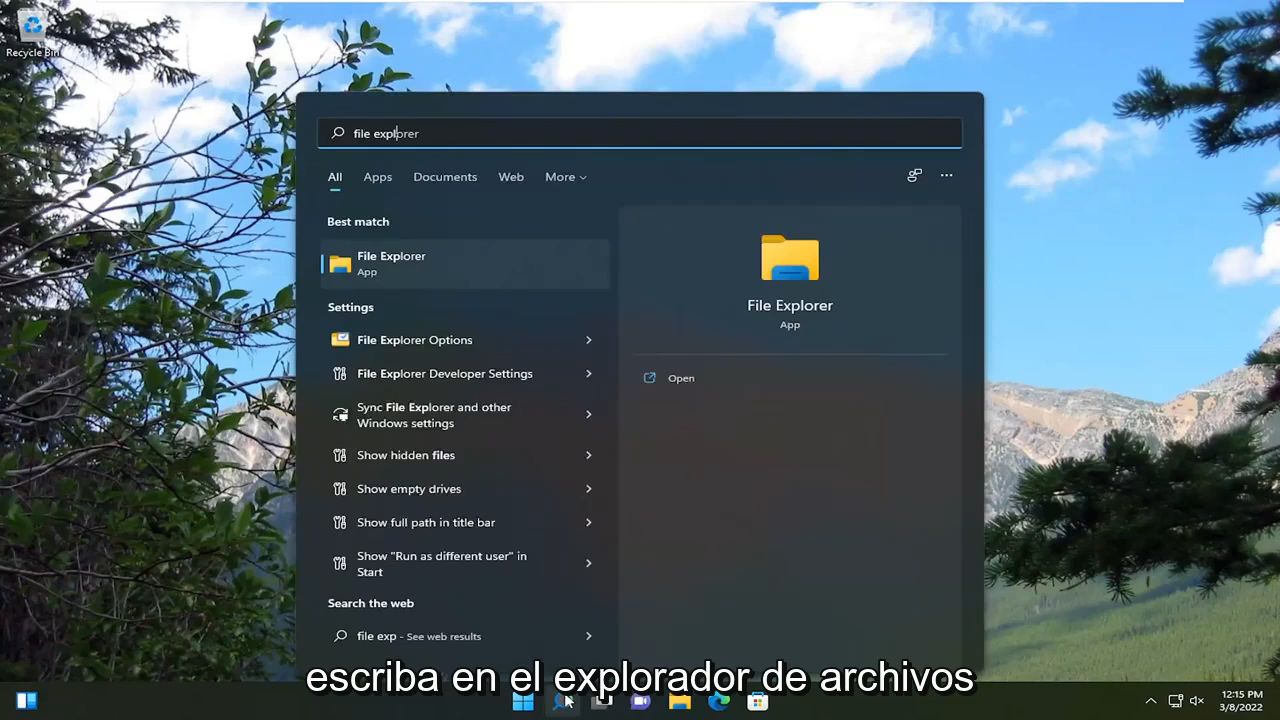 Recycle Bin
file explorer
All Apps Documents Web More
Best match
File Explorer
App
Settings
File Explorer Options
File Explorer Developer Settings
Sync File Explorer and other
Windows settings
Show hidden files
Show empty drives
Show full path in title bar
Show "Run as different user" in
Start
Search the web
file exp - See web results
File Explorer
App
Open
escriba en el explorador de archivos
12:15 PM
3/8/2022